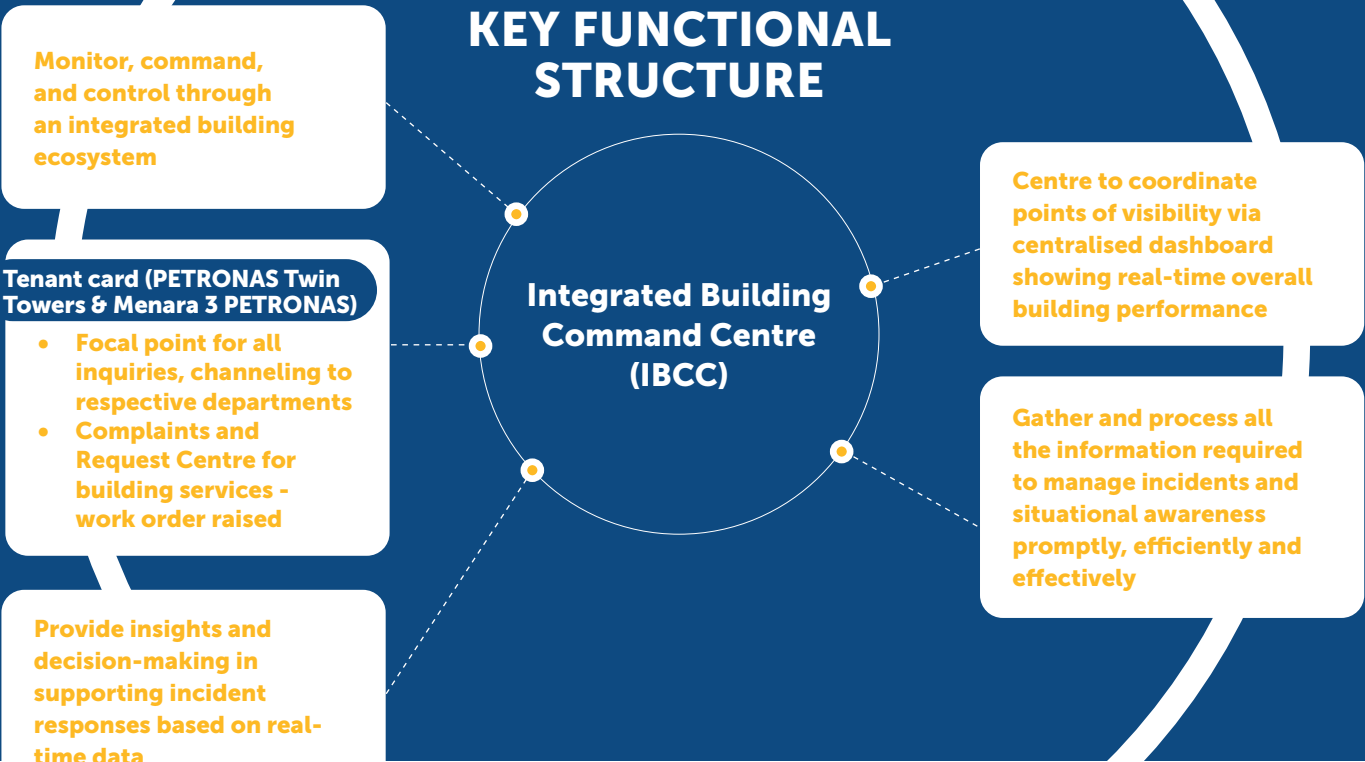 KEY FUNCTIONAL
STRUCTURE
Monitor, command,
and control through
an integrated building
ecosystem
Tenant card (PETRONAS Twin
Towers & Menara 3 PETRONAS)
• Focal point for all
inquiries, channeling to
respective departments
• Complaints and
Request Centre for
building services -
work order raised
Provide insights and
decision-making in
supporting incident
responses based on real-
time data
Integrated Building
Command Centre
(IBCC)
Centre to coordinate
points of visibility via
centralised dashboard
showing real-time overall
building performance
Gather and process all
the information required
to manage incidents and
situational awareness
promptly, efficiently and
effectively